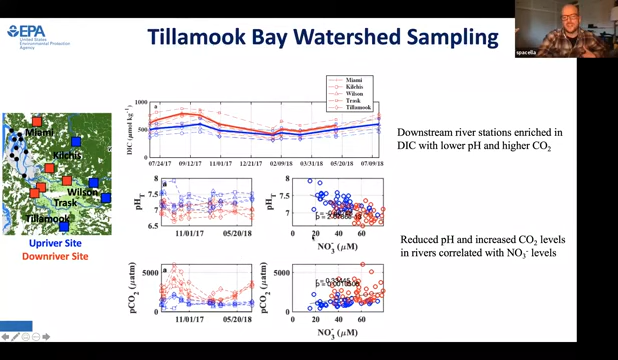 EPA
United States
Environmental Protection
Agency
Tillamook Bay Watershed Sampling
spacella
Miami
Kilchis
Wilson
Trask
Tillamook
Upriver Site
Downriver Site
a
Miami
Kilchis
Wilson
Trask
Tillamook
DIC (μmol kg⁻¹)
1000
500
0
07/24/17 09/12/17 11/01/17 12/21/17 02/09/18 03/31/18 05/20/18 07/09/18
Downstream river stations enriched in
DIC with lower pH and higher CO₂
a
pH_T
8
7.5
7
6.5
11/01/17 05/20/18
pH_T
8
7.5
7
0 20 40 60
NO₃⁻ (μM)
Reduced pH and increased CO₂ levels
in rivers correlated with NO₃⁻ levels
a
pCO₂ (μatm)
5000
0
11/01/17 05/20/18
pCO₂ (μatm)
5000
0
0 20 40 60
NO₃⁻ (μM)